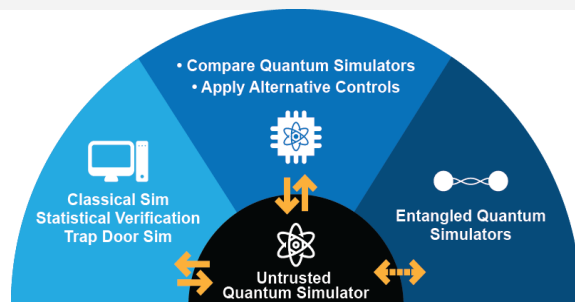 • Compare Quantum Simulators
• Apply Alternative Controls
Classical Sim
Statistical Verification
Trap Door Sim
Entangled Quantum
Simulators
Untrusted
Quantum Simulator